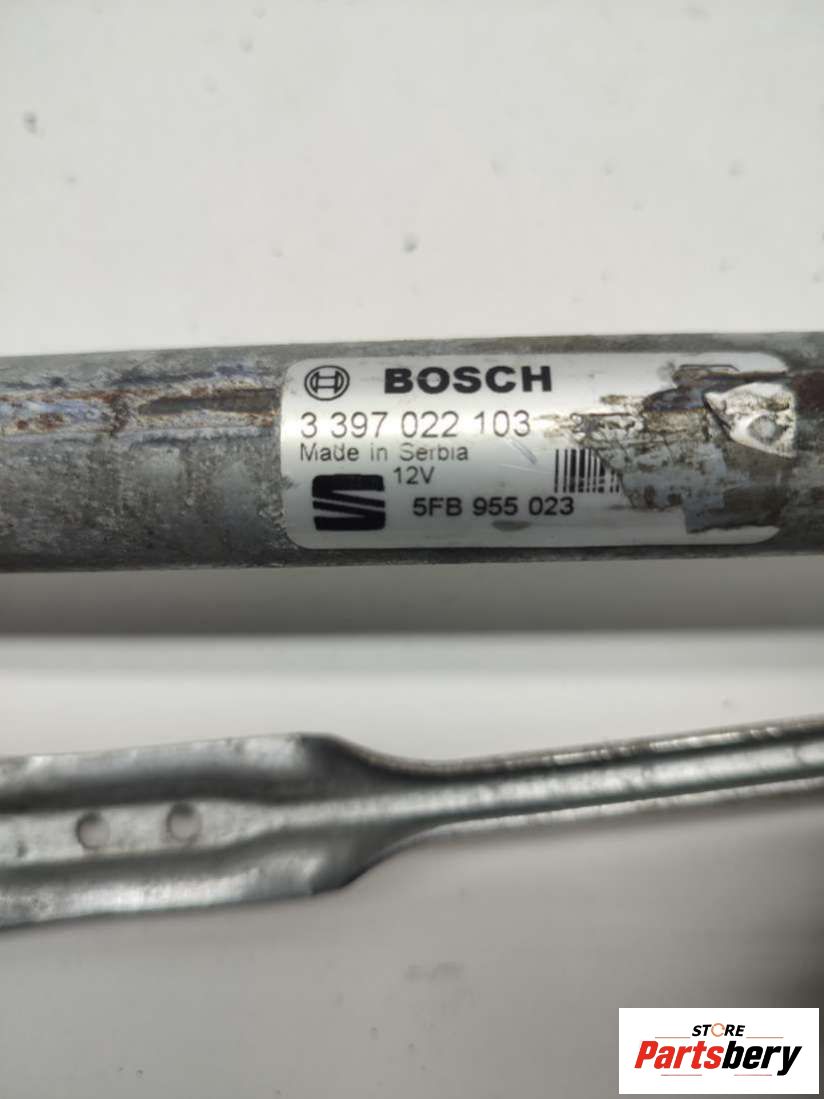 BOSCH
3 397 022 103
Made in Serbia
12V
5FB 955 023
STORE
Partsbery